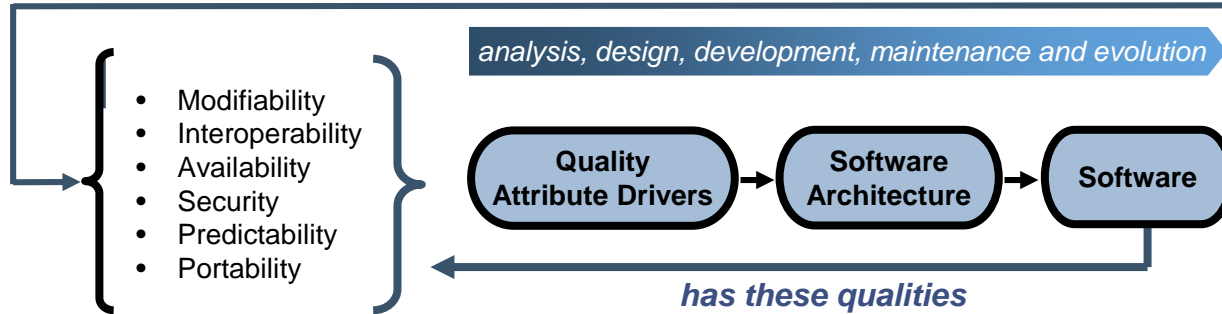 analysis, design, development, maintenance and evolution
• Modifiability
• Interoperability
• Availability
• Security
• Predictability
• Portability
Quality
Attribute Drivers
Software
Architecture
Software
has these qualities